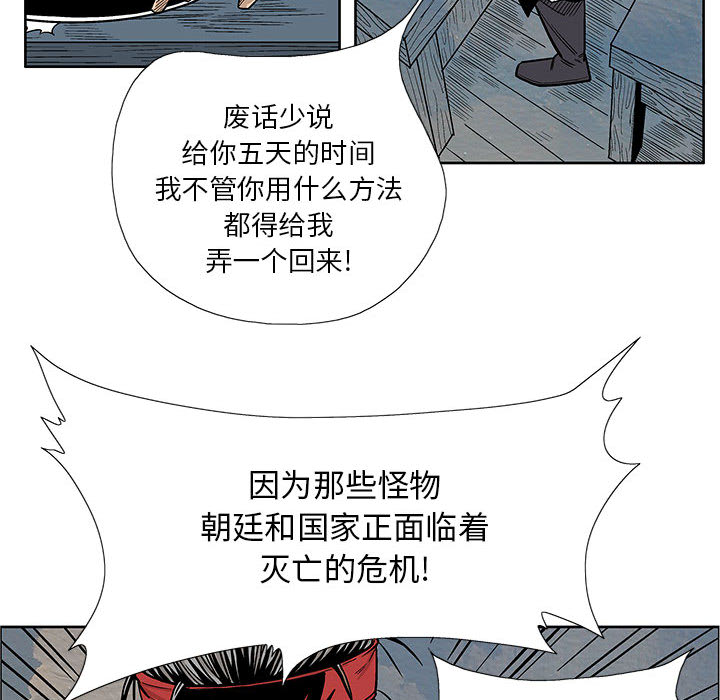 废话少说
给你五天的时间
我不管你用什么方法
都得给我
弄一个回来!
因为那些怪物
朝廷和国家正面临着
灭亡的危机!